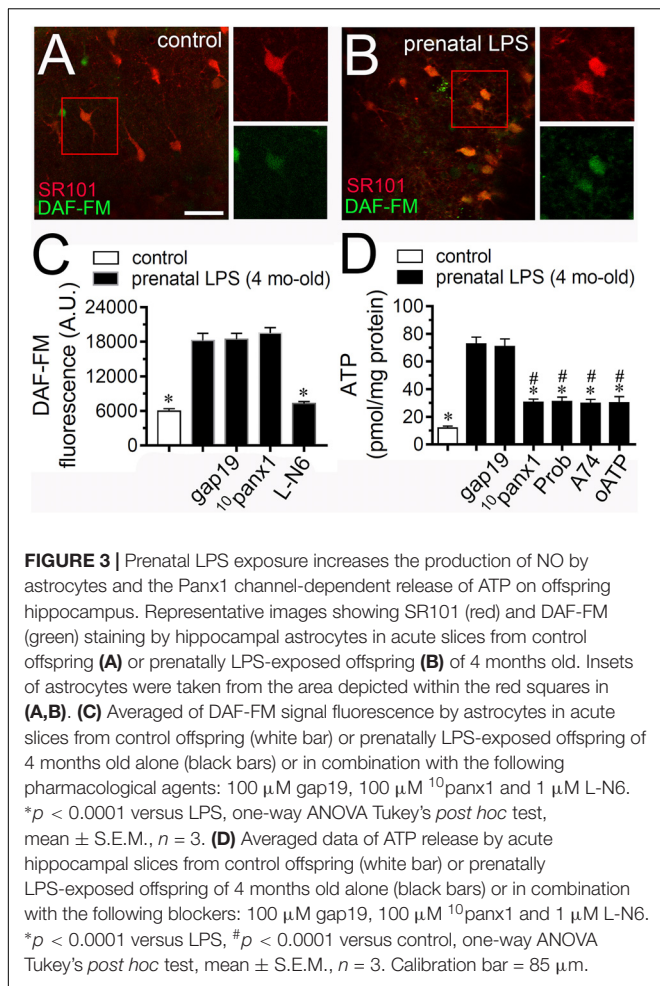 A
control
SR101
DAF-FM
B
prenatal LPS
SR101
DAF-FM
C
control
prenatal LPS (4 mo-old)
DAF-FM
fluorescence (A.U.)
24000
18000
12000
6000
0
*
*
gap19
¹⁰panx1
L-N6
D
control
prenatal LPS (4 mo-old)
ATP
(pmol/mg protein)
100
80
60
40
20
0
*
# # # #
* * * *
gap19
¹⁰panx1
Prob
A74
oATP
FIGURE 3 | Prenatal LPS exposure increases the production of NO by
astrocytes and the Panx1 channel-dependent release of ATP on offspring
hippocampus. Representative images showing SR101 (red) and DAF-FM
(green) staining by hippocampal astrocytes in acute slices from control
offspring (A) or prenatally LPS-exposed offspring (B) of 4 months old. Insets
of astrocytes were taken from the area depicted within the red squares in
(A,B). (C) Averaged of DAF-FM signal fluorescence by astrocytes in acute
slices from control offspring (white bar) or prenatally LPS-exposed offspring of
4 months old alone (black bars) or in combination with the following
pharmacological agents: 100 μM gap19, 100 μM ¹⁰panx1 and 1 μM L-N6.
*p < 0.0001 versus LPS, one-way ANOVA Tukey's post hoc test,
mean ± S.E.M., n = 3. (D) Averaged data of ATP release by acute
hippocampal slices from control offspring (white bar) or prenatally
LPS-exposed offspring of 4 months old alone (black bars) or in combination
with the following blockers: 100 μM gap19, 100 μM ¹⁰panx1 and 1 μM L-N6.
*p < 0.0001 versus LPS, #p < 0.0001 versus control, one-way ANOVA
Tukey's post hoc test, mean ± S.E.M., n = 3. Calibration bar = 85 μm.